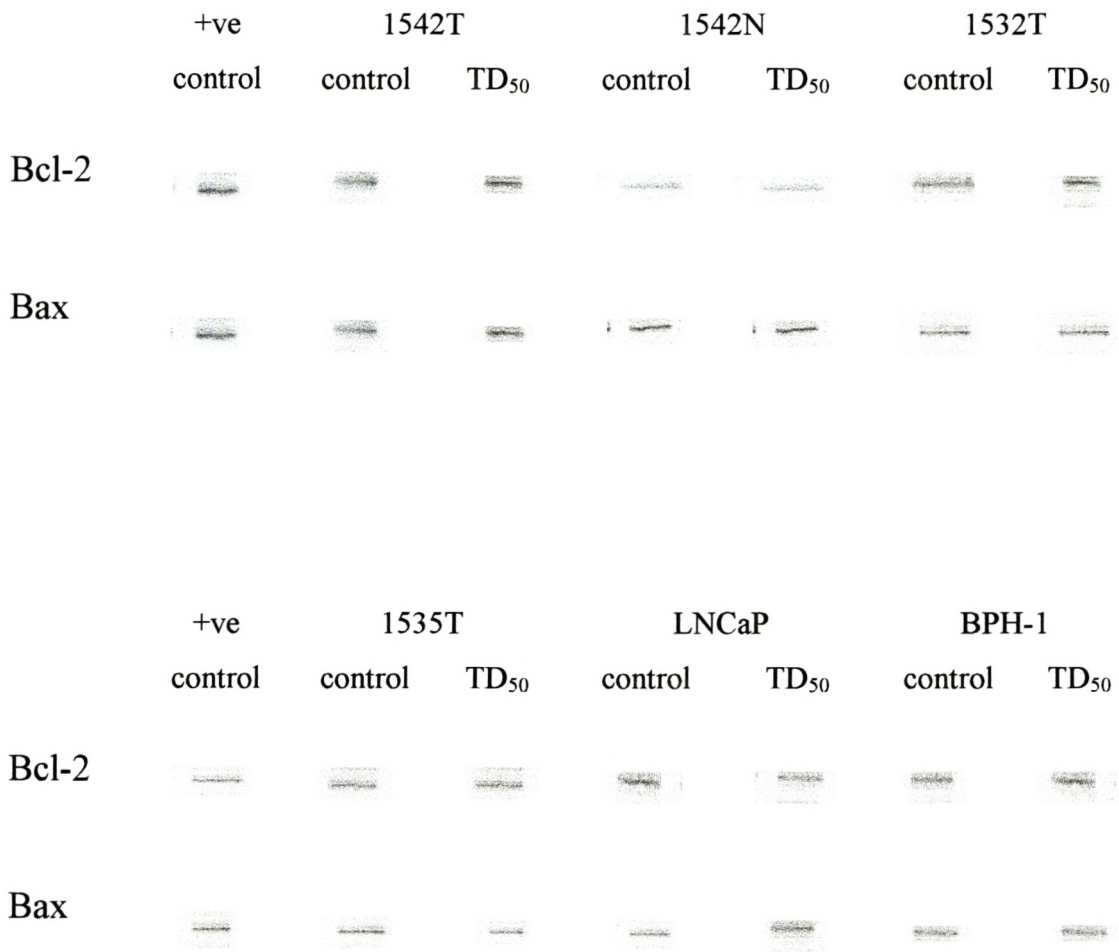 +ve 1542T 1542N 1532T
control control TD₅₀ control TD₅₀ control TD₅₀
Bcl-2
Bax
+ve 1535T LNCaP BPH-1
control control TD₅₀ control TD₅₀ control TD₅₀
Bcl-2
Bax